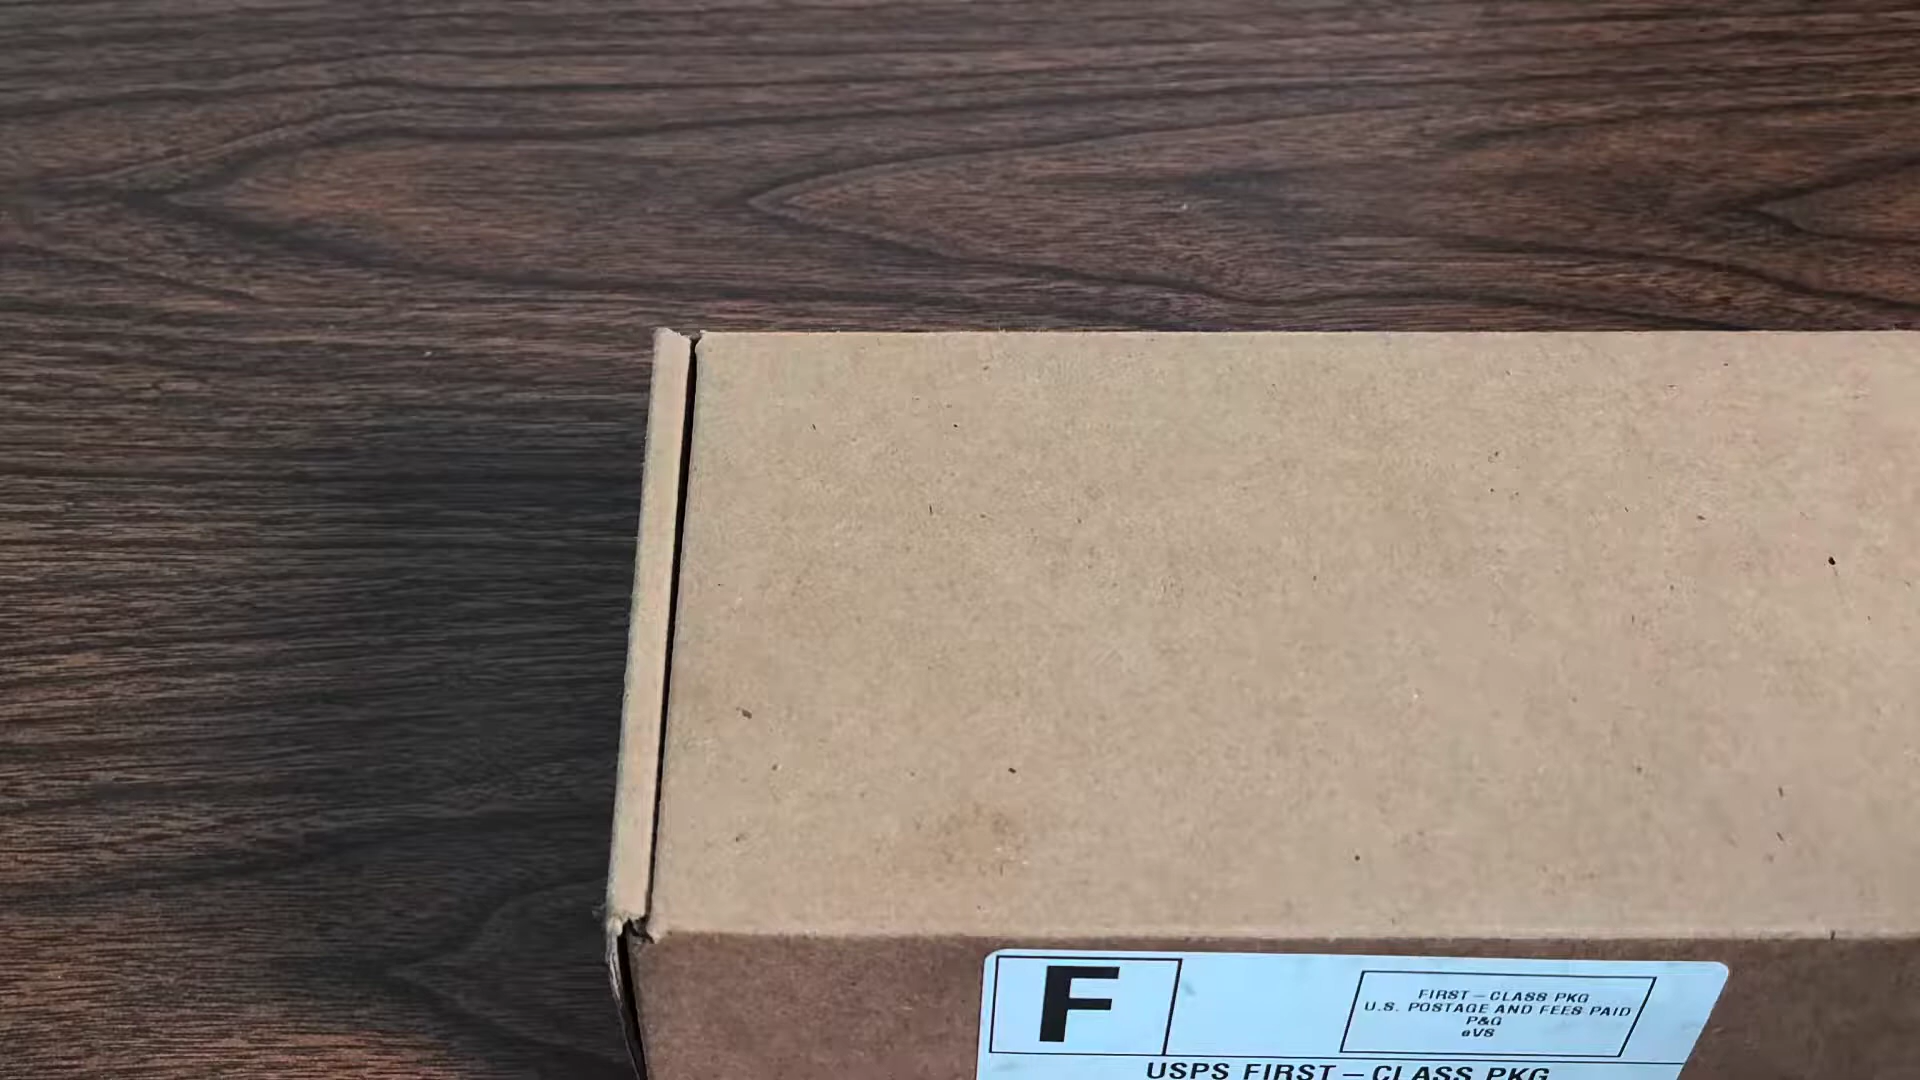 F
FIRST-CLASS PKG
U.S. POSTAGE AND FEES PAID
P&G
eVS
USPS FIRST-CLASS PKG